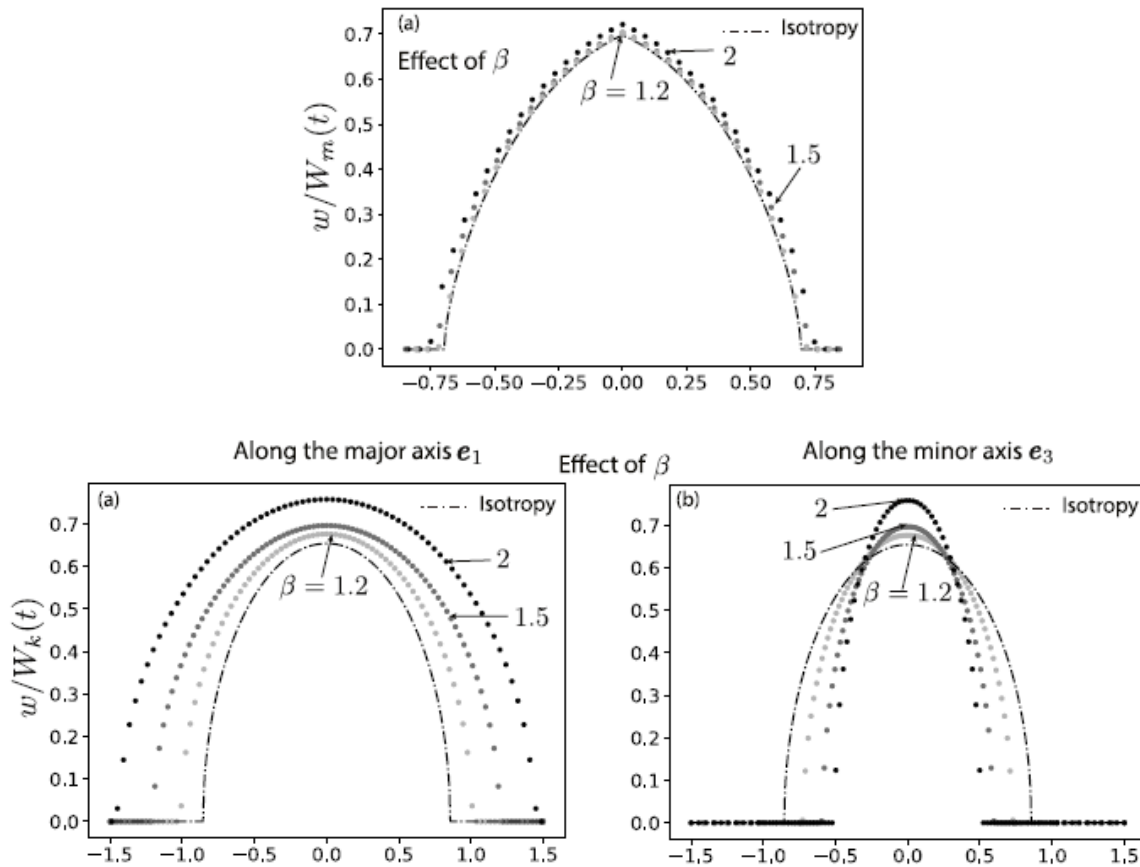 (a)
Isotropy
Effect of β
2
β = 1.2
1.5
w/W_m(t)
0.7
0.6
0.5
0.4
0.3
0.2
0.1
0.0
−0.75 −0.50 −0.25 0.00 0.25 0.50 0.75
Along the major axis e_1
Effect of β
Along the minor axis e_3
(a)
Isotropy
2
β = 1.2
1.5
w/W_k(t)
0.7
0.6
0.5
0.4
0.3
0.2
0.1
0.0
−1.5 −1.0 −0.5 0.0 0.5 1.0 1.5
(b)
Isotropy
2
1.5
β = 1.2
0.7
0.6
0.5
0.4
0.3
0.2
0.1
0.0
−1.5 −1.0 −0.5 0.0 0.5 1.0 1.5